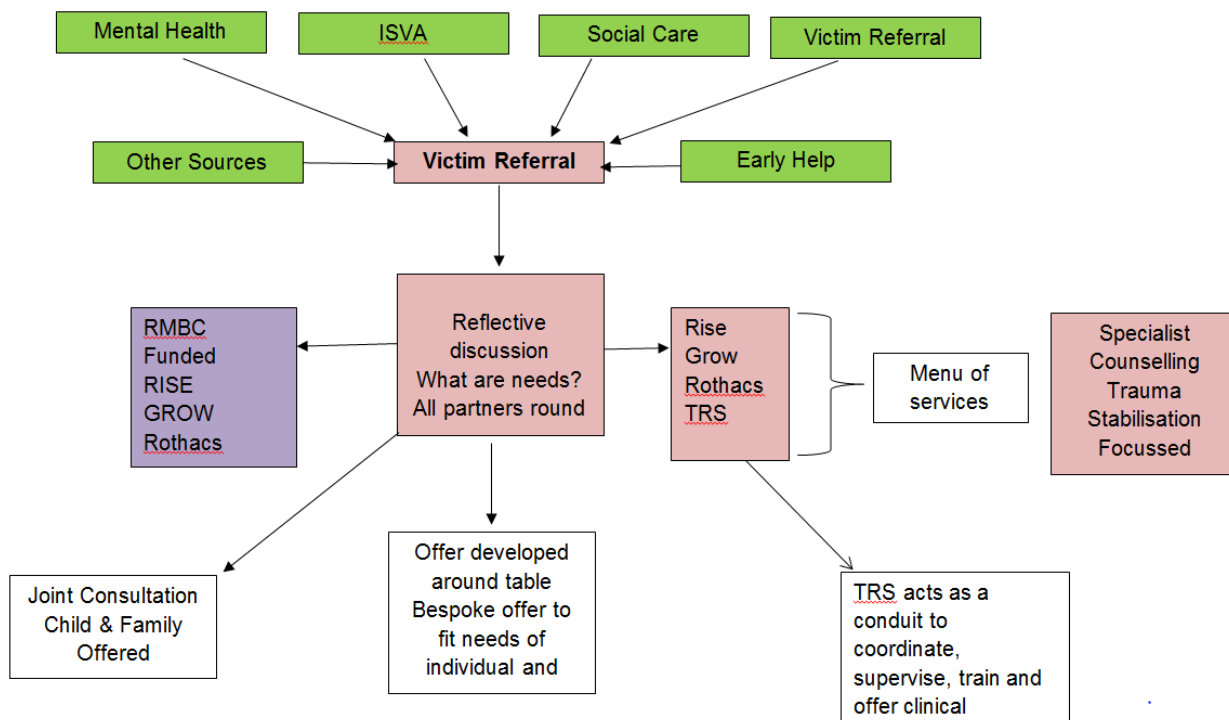 Mental Health
ISVA
Social Care
Victim Referral
Other Sources
Victim Referral
Early Help
RMBC
Funded
RISE
GROW
Rothacs
Reflective
discussion
What are needs?
All partners round
Rise
Grow
Rothacs
TRS
Menu of
services
Specialist
Counselling
Trauma
Stabilisation
Focussed
Joint Consultation
Child & Family
Offered
Offer developed
around table
Bespoke offer to
fit needs of
individual and
TRS acts as a
conduit to
coordinate,
supervise, train and
offer clinical